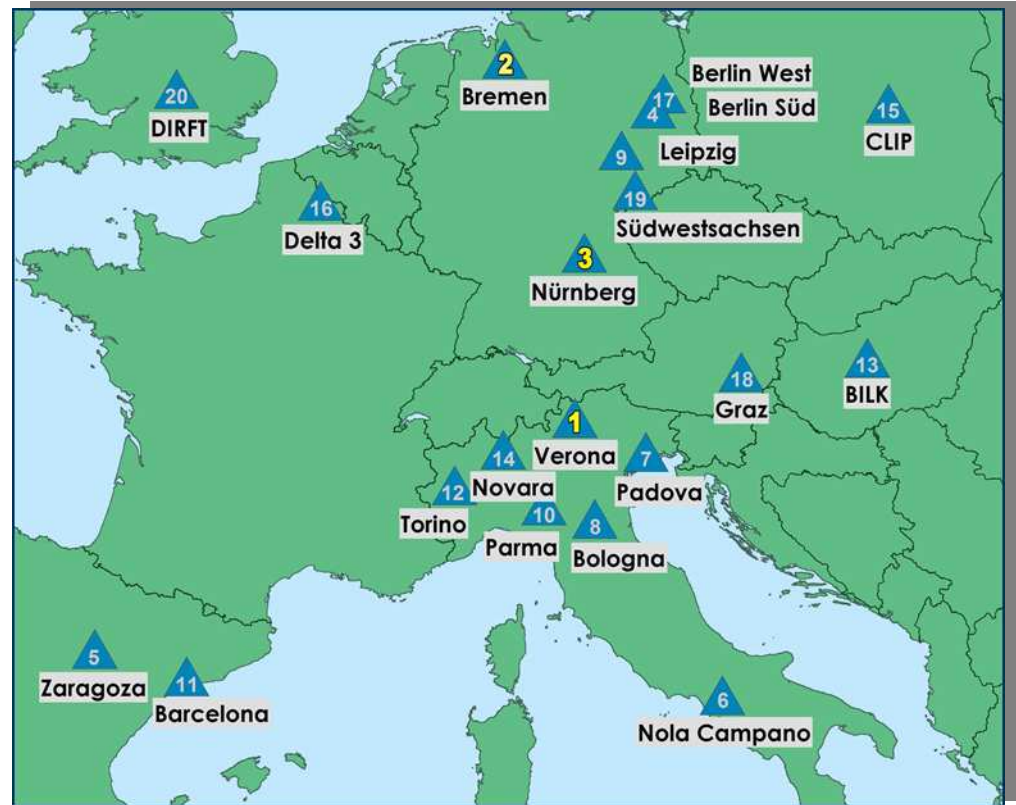 2
Bremen
Berlin West
17
4
Berlin Süd
20
DIRFT
15
CLIP
9
Leipzig
19
Südwestsachsen
16
Delta 3
3
Nürnberg
13
BILK
18
Graz
1
Verona
14
Novara
7
Padova
12
Torino
10
Parma
8
Bologna
5
Zaragoza
11
Barcelona
6
Nola Campano